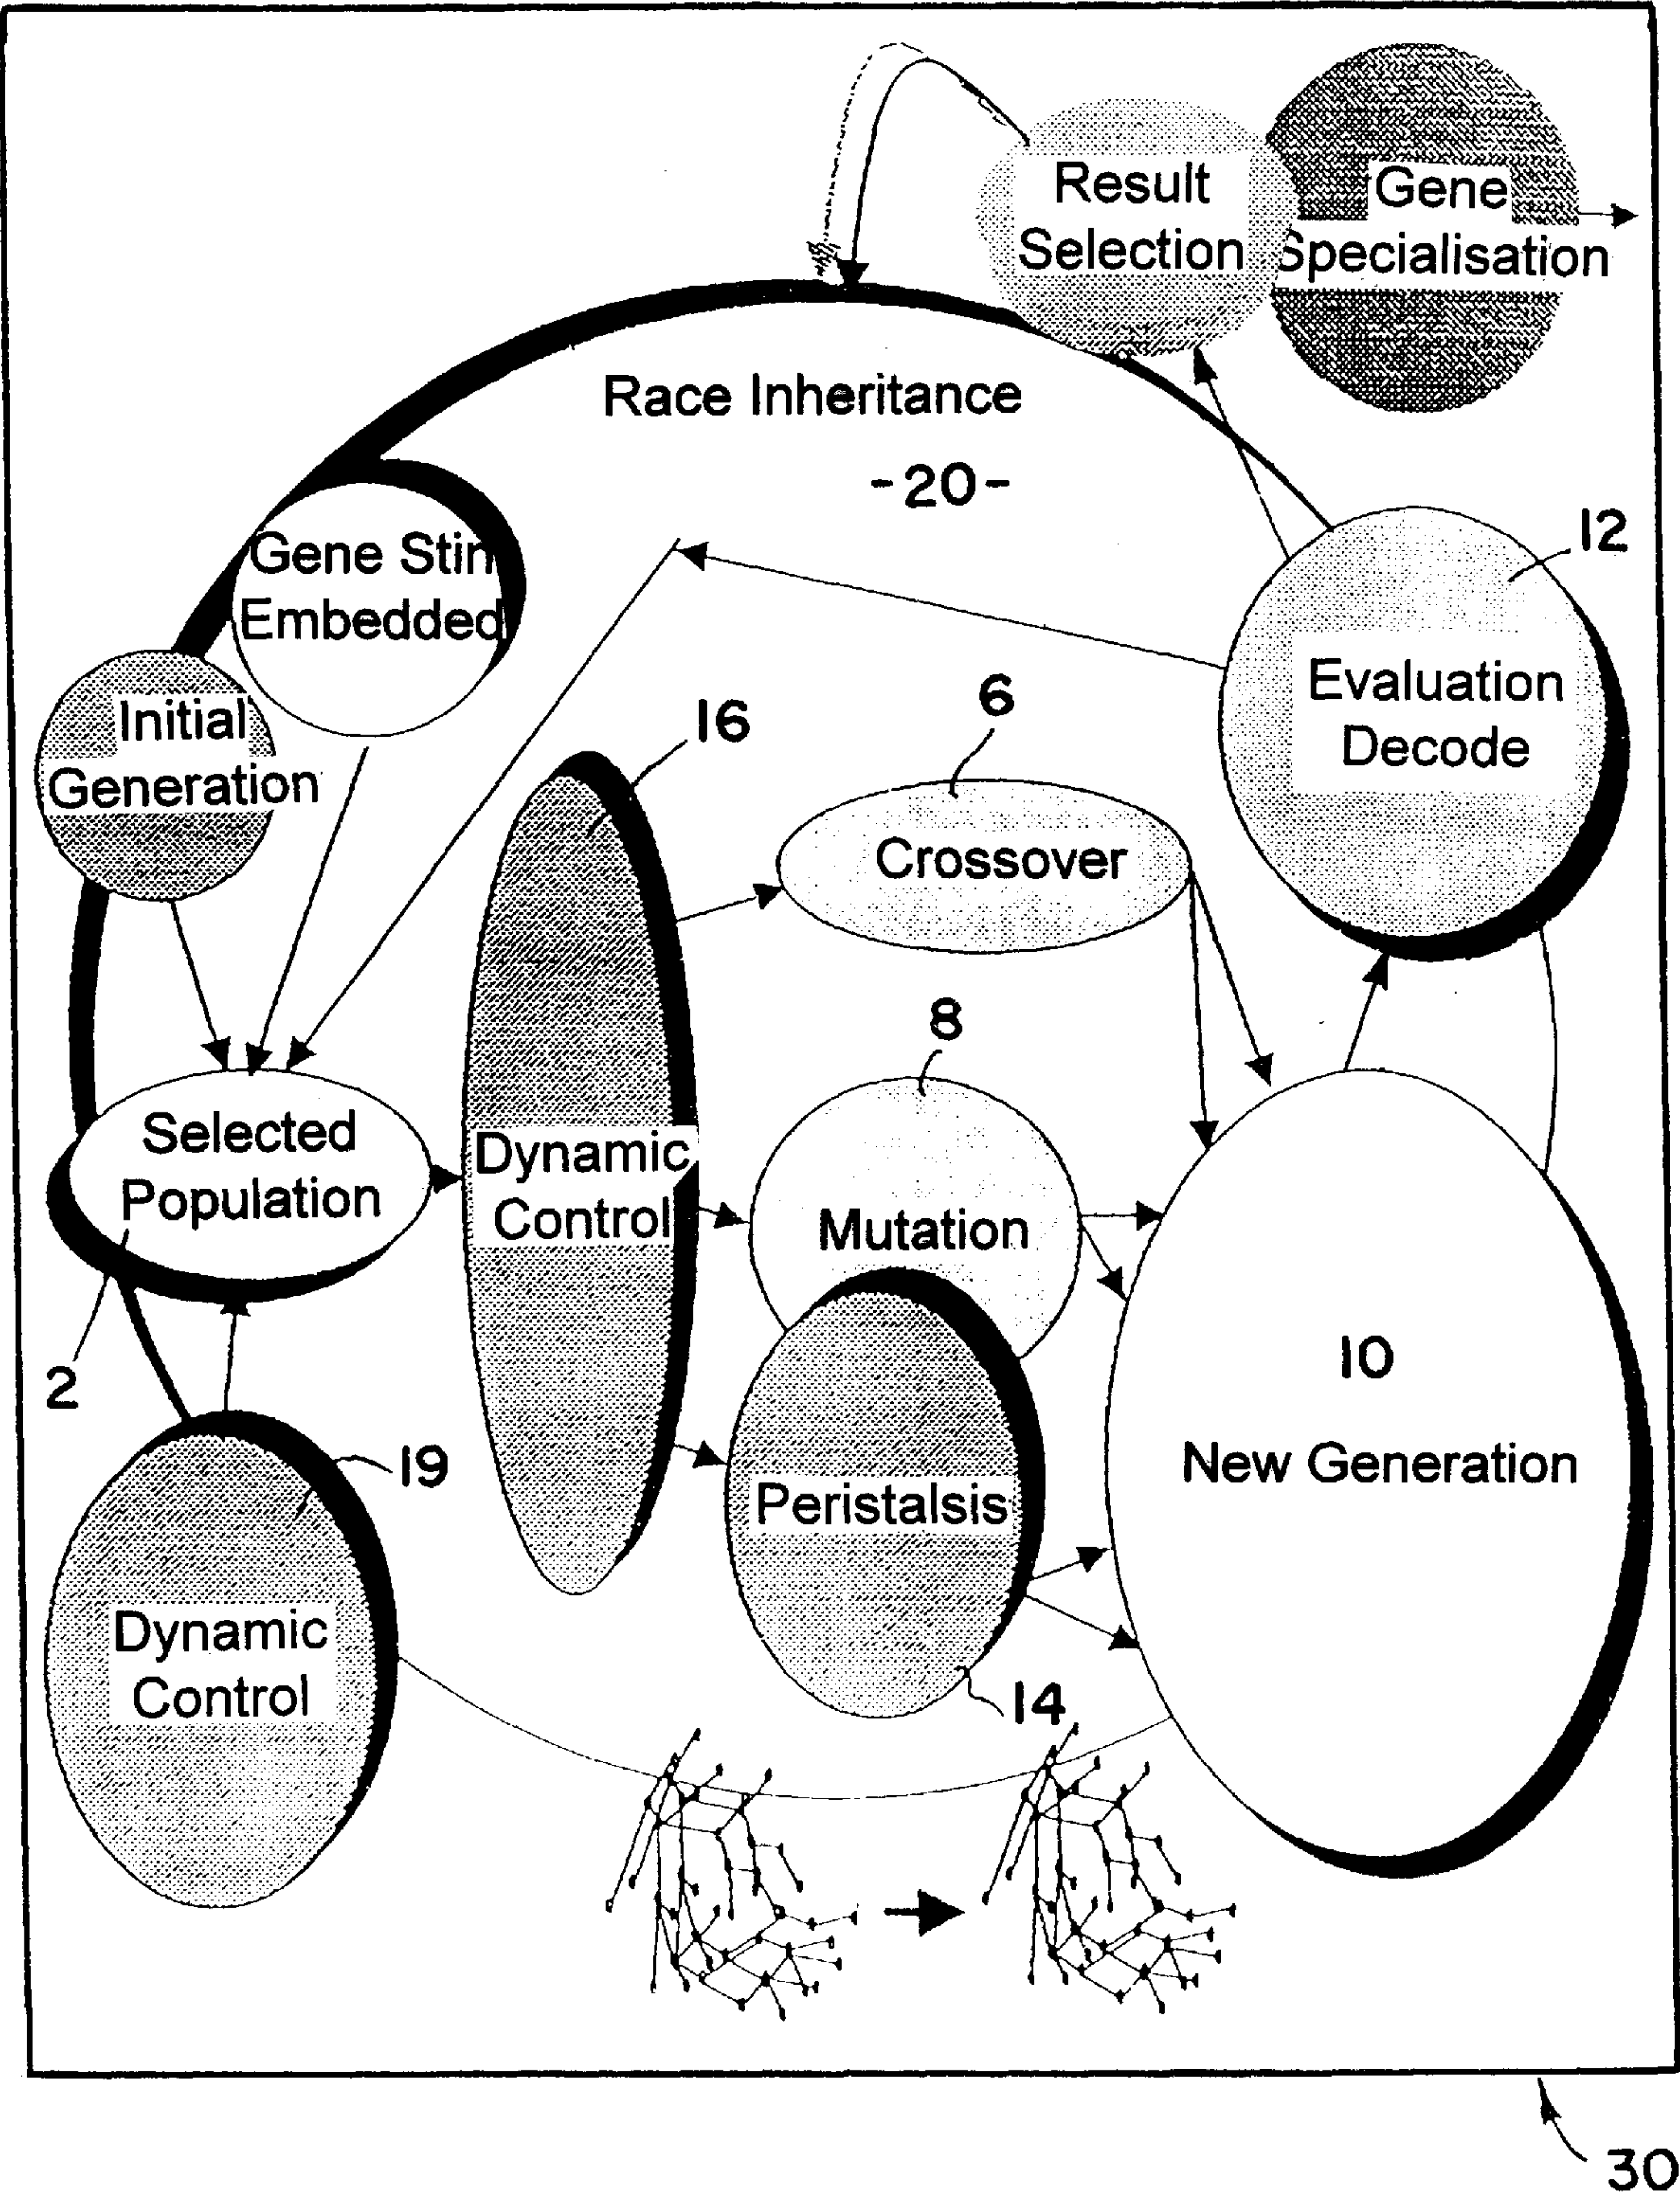 Result
Selection
Gene
Specialisation
Race Inheritance
-20-
Gene Stin
Embedded
12
Evaluation
Decode
Initial
Generation
16
6
Crossover
8
Selected
Population
Dynamic
Control
Mutation
2
10
New Generation
19
Peristalsis
Dynamic
Control
14
30